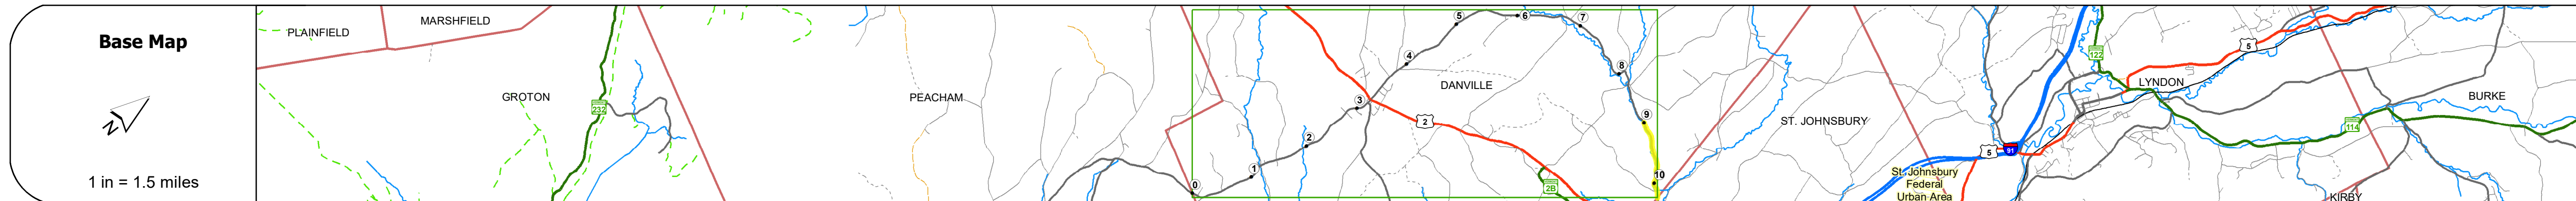 Base Map
N
1 in = 1.5 miles
PLAINFIELD
MARSHFIELD
GROTON
232
PEACHAM
0
1
2
3
4
5
6
7
8
9
10
DANVILLE
2
2B
ST. JOHNSBURY
5
91
St. Johnsbury
Federal
Urban Area
122
5
LYNDON
114
BURKE
KIRBY